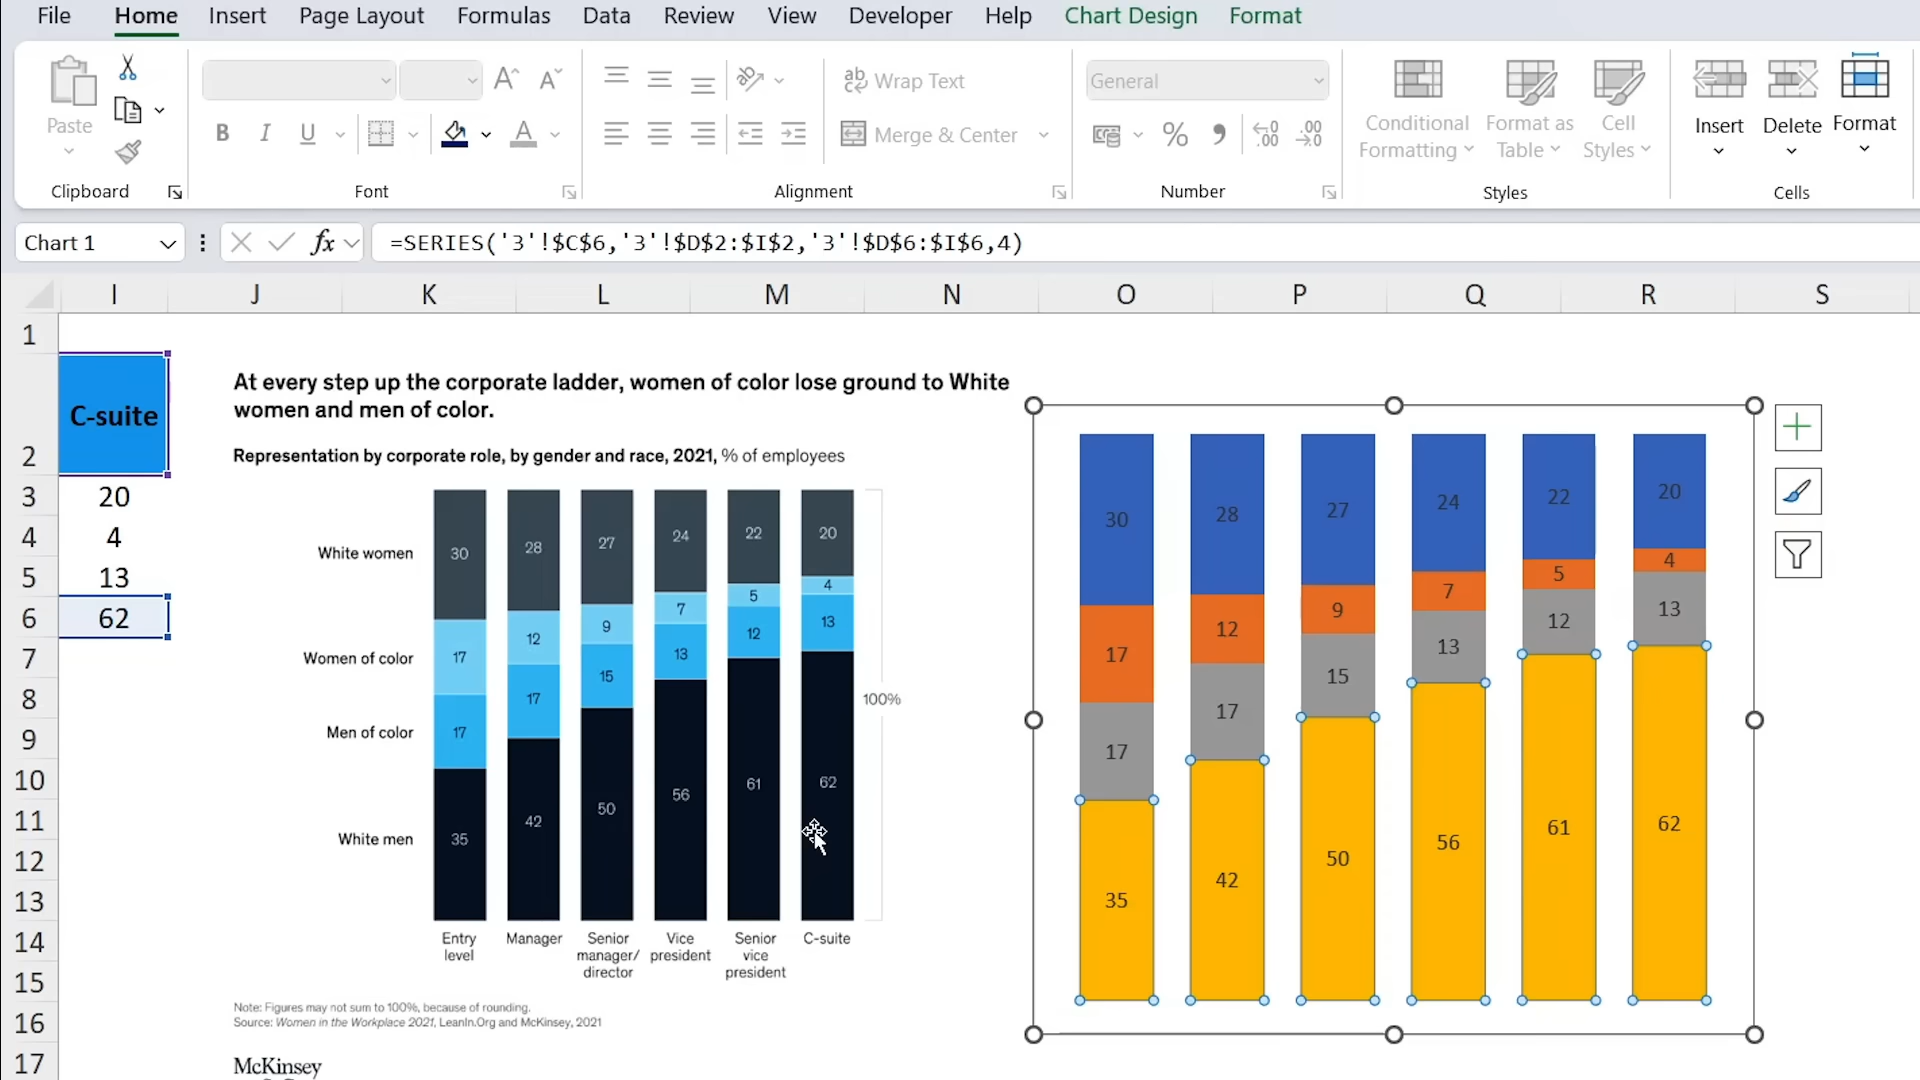 File Home Insert Page Layout Formulas Data Review View Developer Help Chart Design Format
Paste
Clipboard
B I U A
Font
ab Wrap Text
Merge & Center
Alignment
General
% 9 .00
Number
Conditional Formatting
Format as Table
Cell Styles
Styles
Insert Delete Format
Cells
Chart 1 fx =SERIES('3'!$C$6,'3'!$D$2:$I$2,'3'!$D$6:$I$6,4)
I J K L M N O P Q R S
1
2 C-suite
3 20
4 4
5 13
6 62
7
8
9
10
11
12
13
14
15
16
17
At every step up the corporate ladder, women of color lose ground to White
women and men of color.
Representation by corporate role, by gender and race, 2021, % of employees
White women 30 28 27 24 22 20
Women of color 17 12 9 7 5 4
Men of color 17 17 15 13 12 13
White men 35 42 50 56 61 62
100%
Entry
level
Manager
Senior
manager/
director
Vice
president
Senior
vice
president
C-suite
Note: Figures may not sum to 100%, because of rounding.
Source: Women in the Workplace 2021, LeanIn.Org and McKinsey, 2021
McKinsey
30 28 27 24 22 20
17 12 9 7 5 4
17 17 15 13 12 13
35 42 50 56 61 62